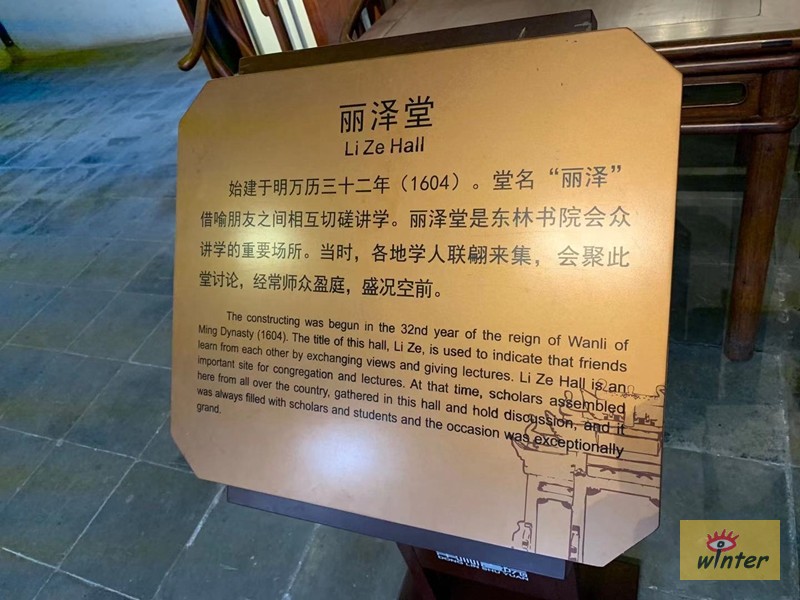 丽泽堂
Li Ze Hall
始建于明万历三十二年（1604）。堂名“丽泽”
借喻朋友之间相互切磋讲学。丽泽堂是东林书院会众
讲学的重要场所。当时，各地学人联翩来集，会聚此
堂讨论，经常师众盈庭，盛况空前。
The constructing was begun in the 32nd year of the reign of Wanli of
Ming Dynasty (1604). The title of this hall, Li Ze, is used to indicate that friends
learn from each other by exchanging views and giving lectures. Li Ze Hall is an
important site for congregation and lectures. At that time, scholars assembled
here from all over the country, gathered in this hall and hold discussion, and it
was always filled with scholars and students and the occasion was exceptionally
grand.
DONG LIN SHU YUAN
winter